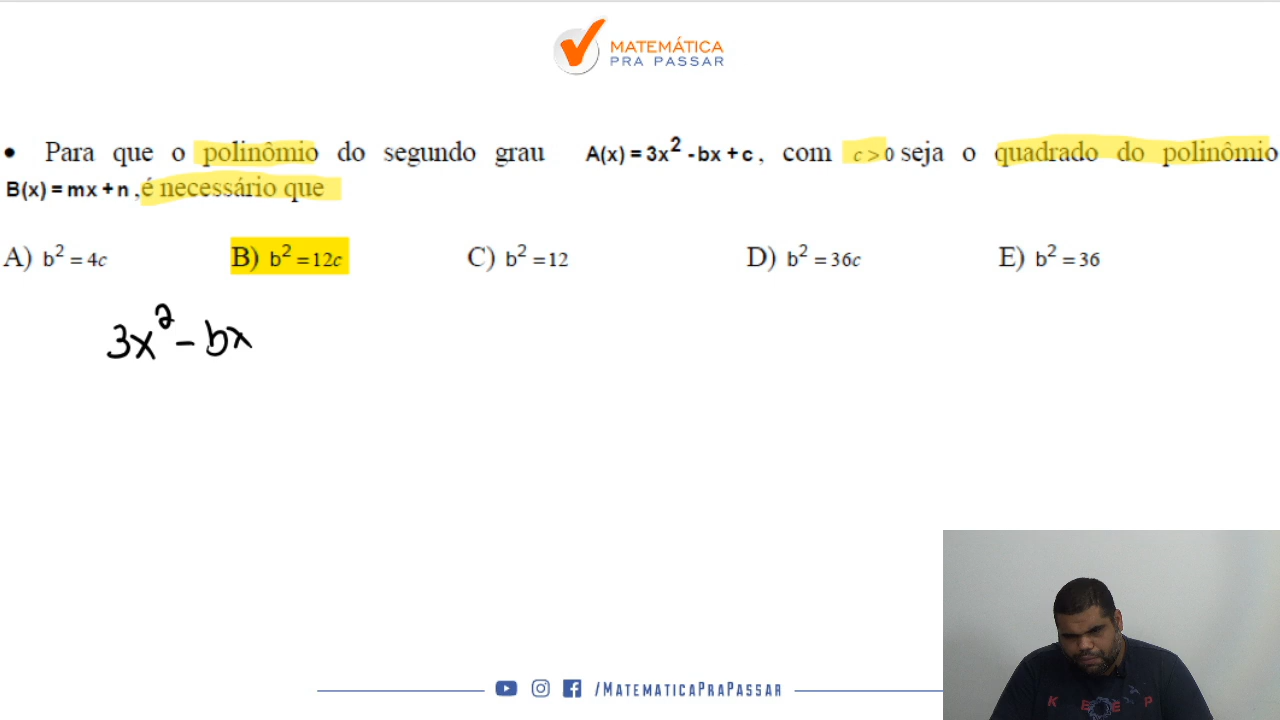 MATEMÁTICA
PRA PASSAR
• Para que o polinômio do segundo grau A(x) = 3x² - bx + c, com c > 0 seja o quadrado do polinômio
B(x) = mx + n, é necessário que
A) b² = 4c B) b² = 12c C) b² = 12 D) b² = 36c E) b² = 36
3x² - bx
/MATEMATICAPRAPASSAR